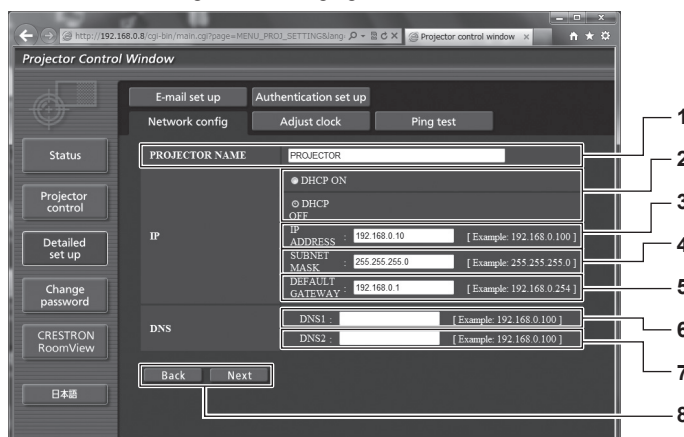 http://192.168.0.8/cgi-bin/main.cgi?page=MENU_PROJ_SETTING&lang=
Projector control window
Projector Control Window
E-mail set up
Authentication set up
Network config
Adjust clock
Ping test
Status
Projector control
Detailed set up
Change password
CRESTRON RoomView
日本語
PROJECTOR NAME PROJECTOR
1
DHCP ON
2
DHCP
OFF
IP
IP
ADDRESS : 192.168.0.10 [ Example: 192.168.0.100 ]
3
SUBNET
MASK : 255.255.255.0 [ Example: 255.255.255.0 ]
4
DEFAULT
GATEWAY : 192.168.0.1 [ Example: 192.168.0.254 ]
5
DNS
DNS1 : [ Example: 192.168.0.100 ]
6
DNS2 : [ Example: 192.168.0.100 ]
7
Back Next
8